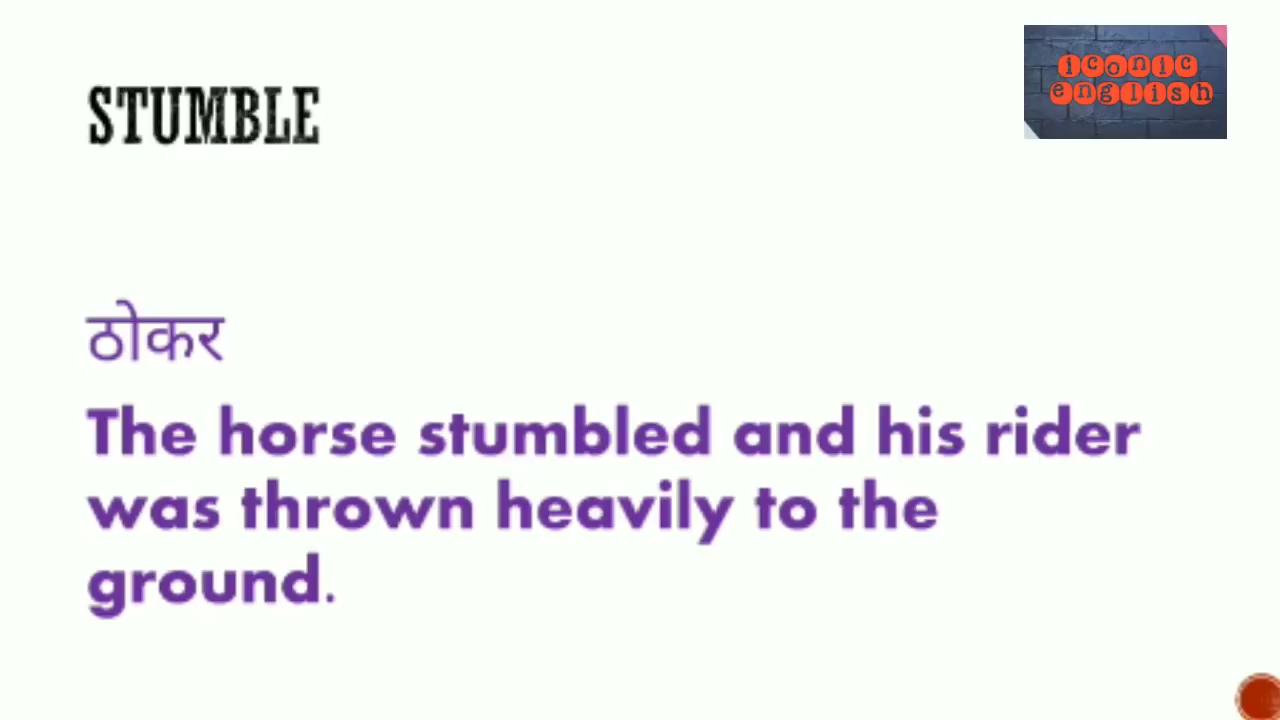 STUMBLE
iconic
english
ठोकर
The horse stumbled and his rider
was thrown heavily to the
ground.